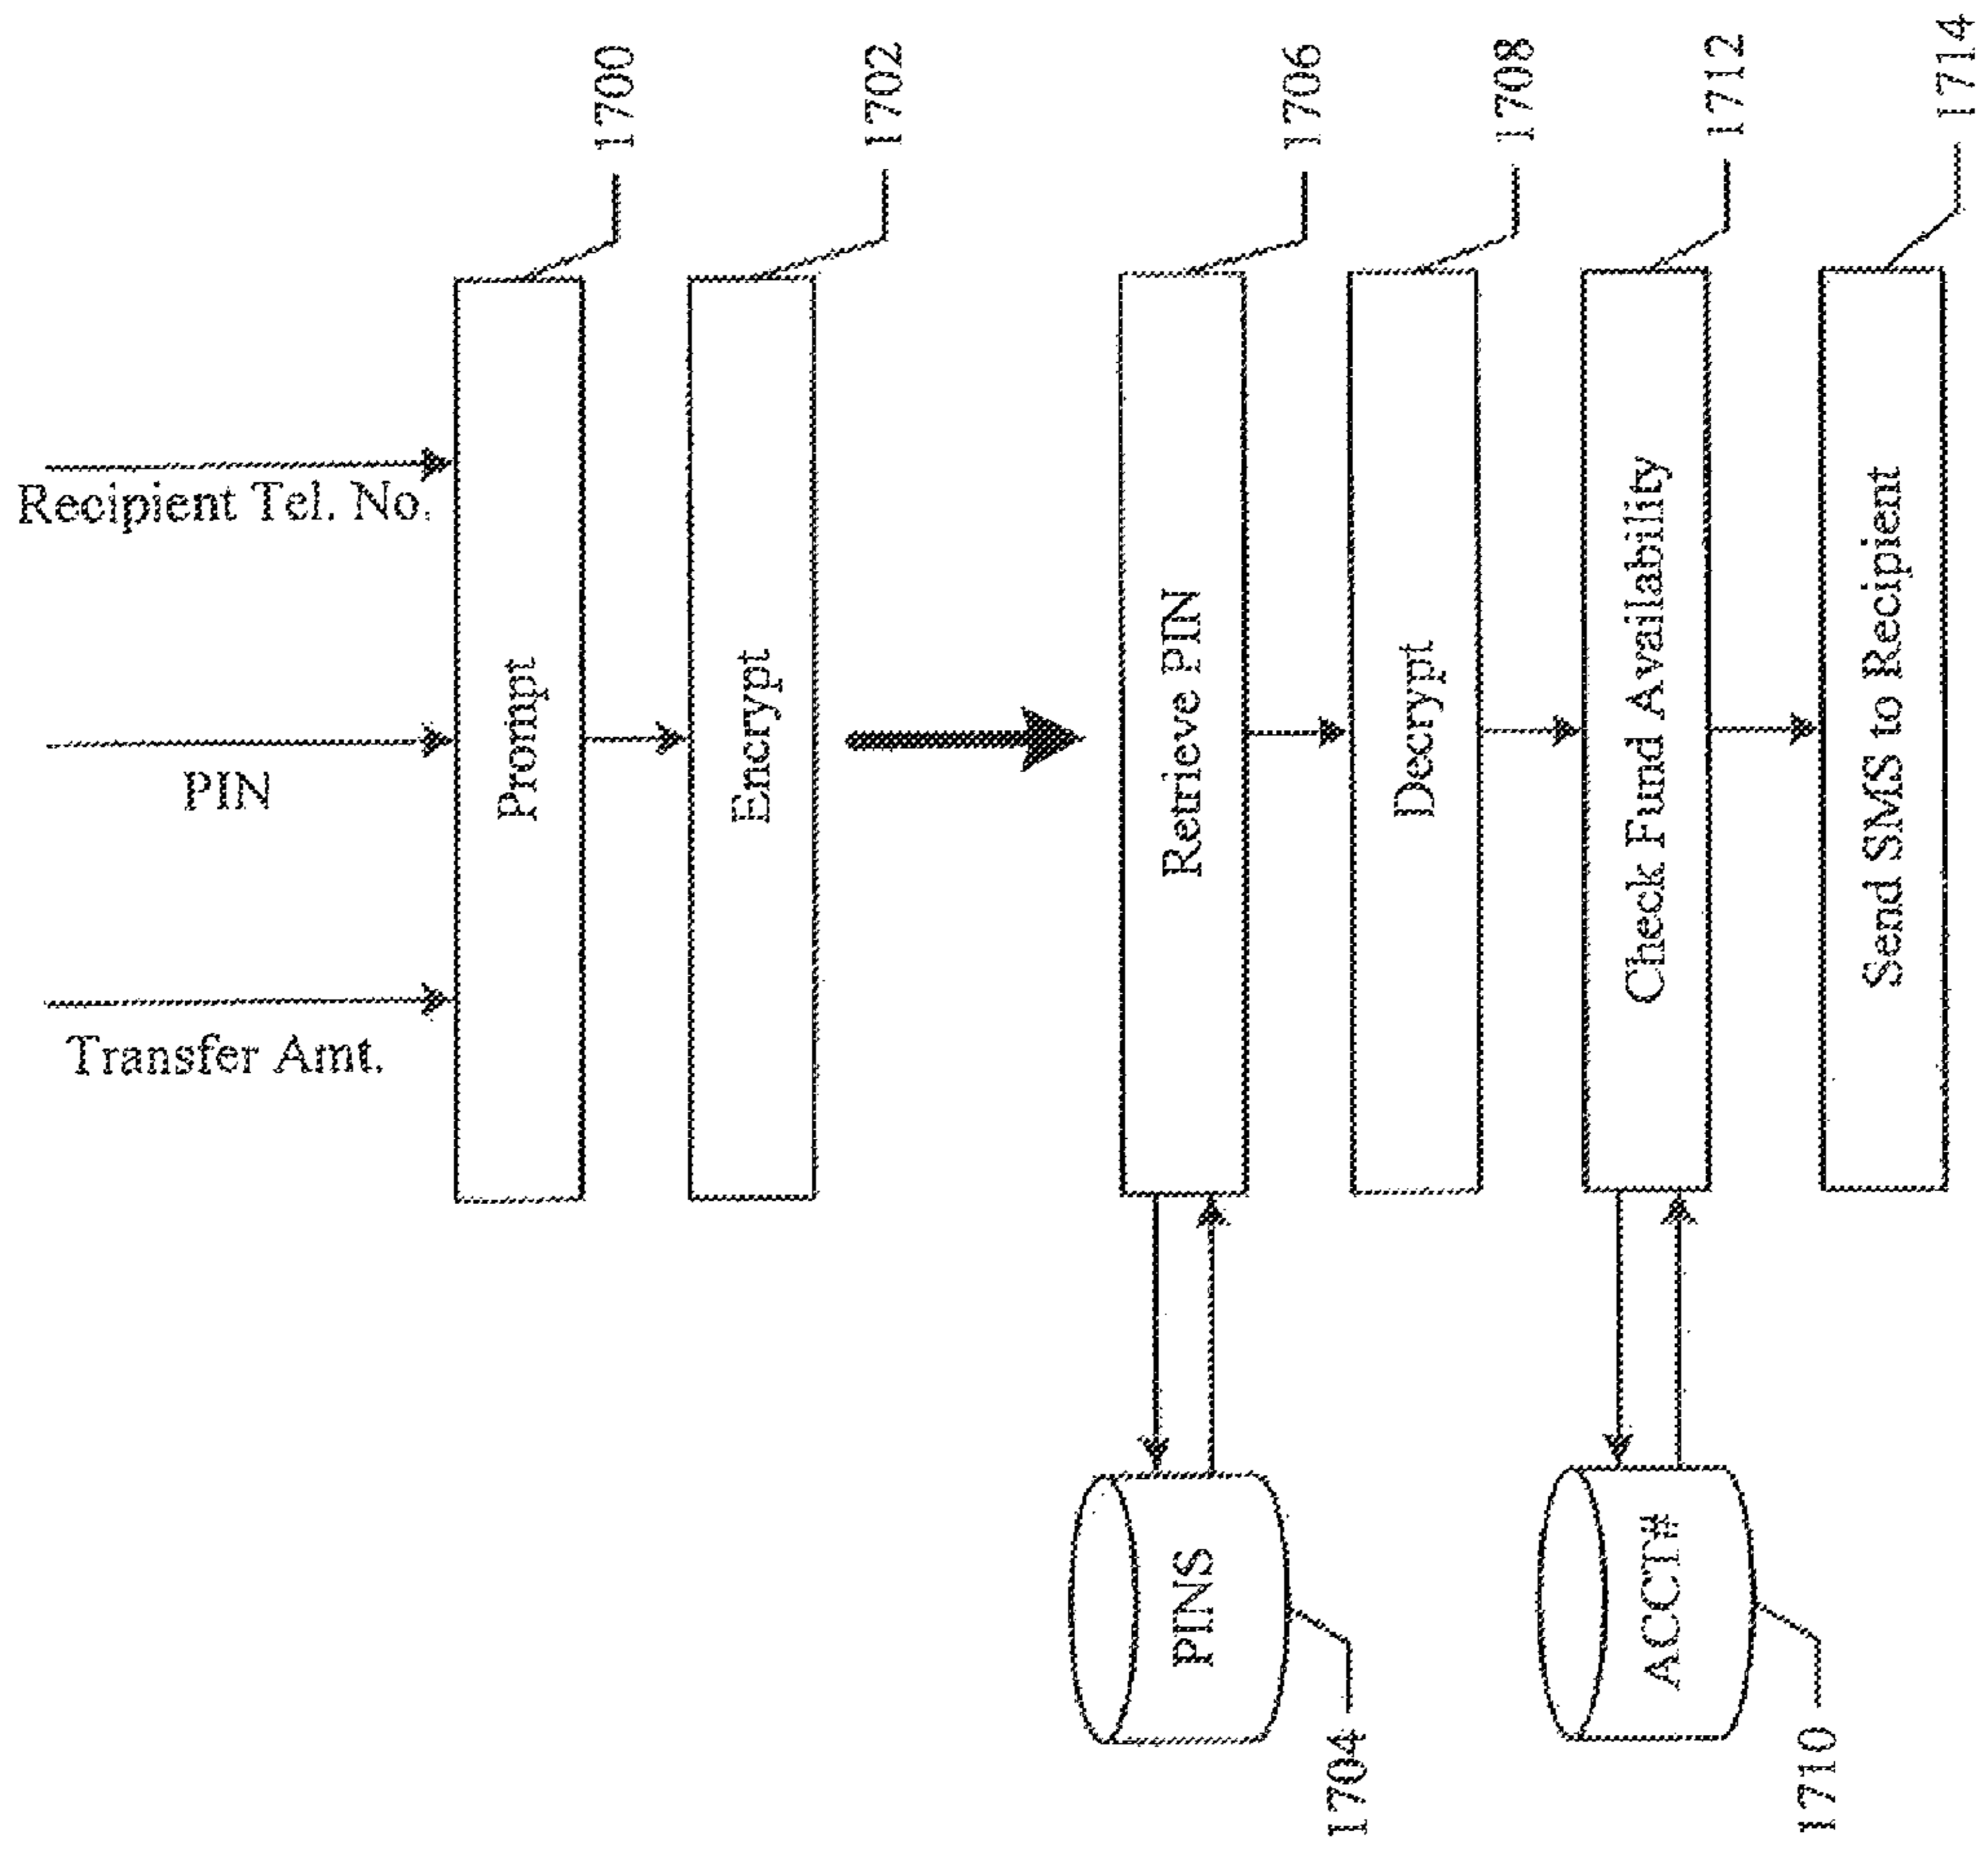 Recipient Tel. No.
PIN
Transfer Amt.
Prompt
1700
Encrypt
1702
PINS
1704
Retrieve PIN
1706
Decrypt
1708
ACCT#
1710
Check Fund Availability
1712
Send SMS to Recipient
1714